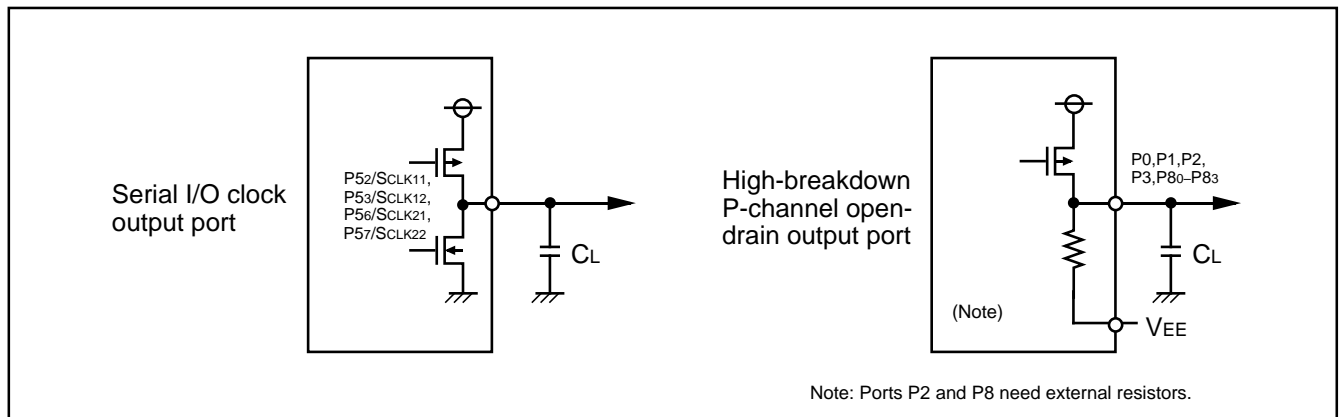 Serial I/O clock
output port
P52/SCLK11,
P53/SCLK12,
P56/SCLK21,
P57/SCLK22
CL
High-breakdown
P-channel open-
drain output port
P0,P1,P2,
P3,P80–P83
CL
(Note)
VEE
Note: Ports P2 and P8 need external resistors.